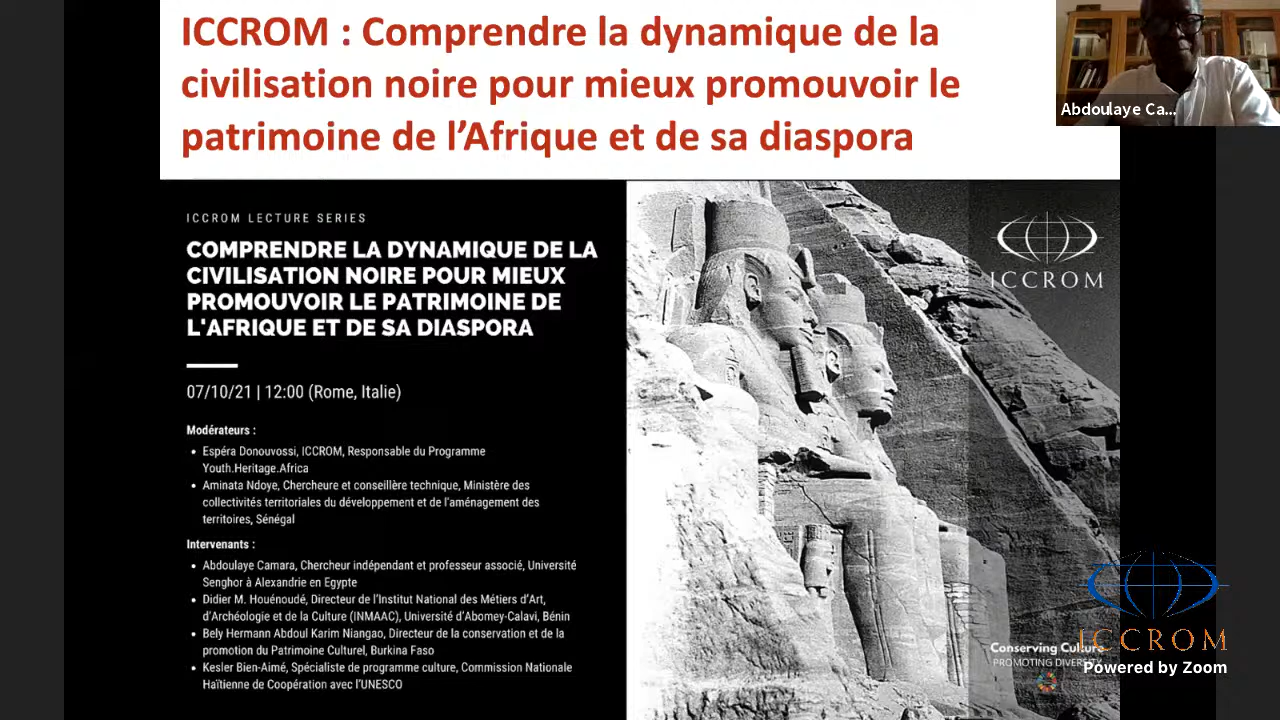 ICCROM : Comprendre la dynamique de la
civilisation noire pour mieux promouvoir le
patrimoine de l’Afrique et de sa diaspora
Abdoulaye Ca...
ICCROM LECTURE SERIES
COMPRENDRE LA DYNAMIQUE DE LA
CIVILISATION NOIRE POUR MIEUX
PROMOUVOIR LE PATRIMOINE DE
L'AFRIQUE ET DE SA DIASPORA
07/10/21 | 12:00 (Rome, Italie)
Modérateurs :
• Espéra Donouvossi, ICCROM, Responsable du Programme
Youth.Heritage.Africa
• Aminata Ndoye, Chercheure et conseillère technique, Ministère des
collectivités territoriales du développement et de l'aménagement des
territoires, Sénégal
Intervenants :
• Abdoulaye Camara, Chercheur indépendant et professeur associé, Université
Senghor à Alexandrie en Egypte
• Didier M. Houénoudé, Directeur de l’Institut National des Métiers d’Art,
d’Archéologie et de la Culture (INMAAC), Université d’Abomey-Calavi, Bénin
• Bely Hermann Abdoul Karim Niangao, Directeur de la conservation et de la
promotion du Patrimoine Culturel, Burkina Faso
• Kesler Bien-Aimé, Spécialiste de programme culture, Commission Nationale
Haïtienne de Coopération avec l’UNESCO
ICCROM
Conserving Culture
PROMOTING DIVERSITY
ICCROM
Powered by Zoom